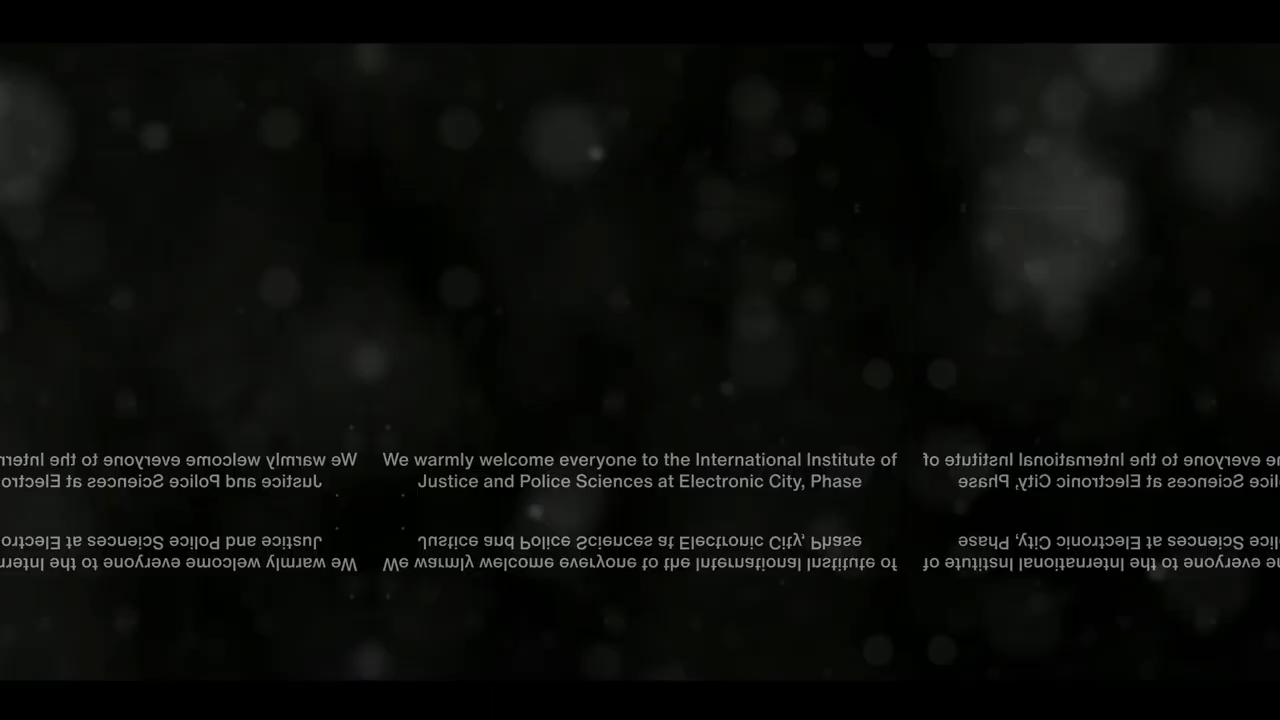 We warmly welcome everyone to the International Institute of
Justice and Police Sciences at Electronic City, Phase